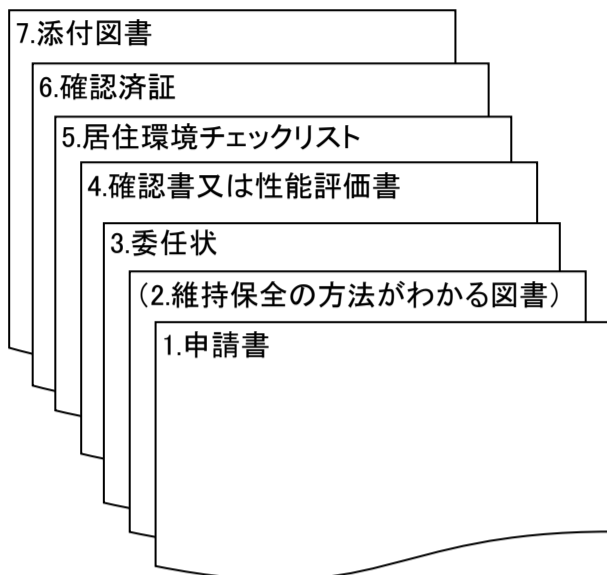 7.添付図書
6.確認済証
5.居住環境チェックリスト
4.確認書又は性能評価書
3.委任状
(2.維持保全の方法がわかる図書)
1.申請書